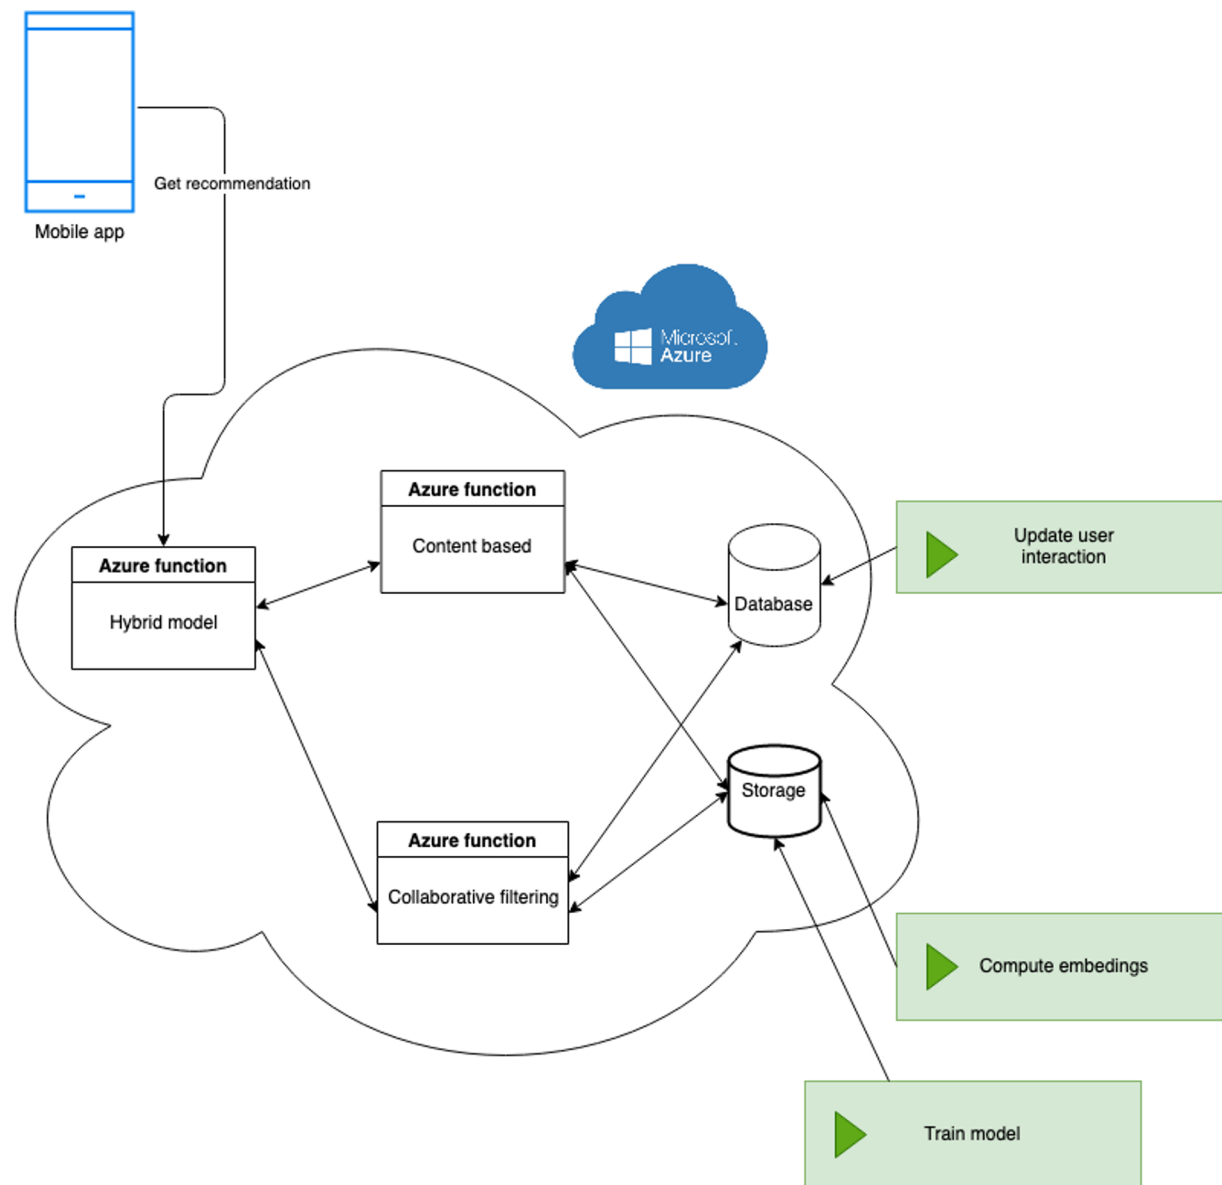 Get recommendation
Mobile app
Microsoft
Azure
Azure function
Content based
Azure function
Hybrid model
Update user
interaction
Database
Storage
Azure function
Collaborative filtering
Compute embedings
Train model